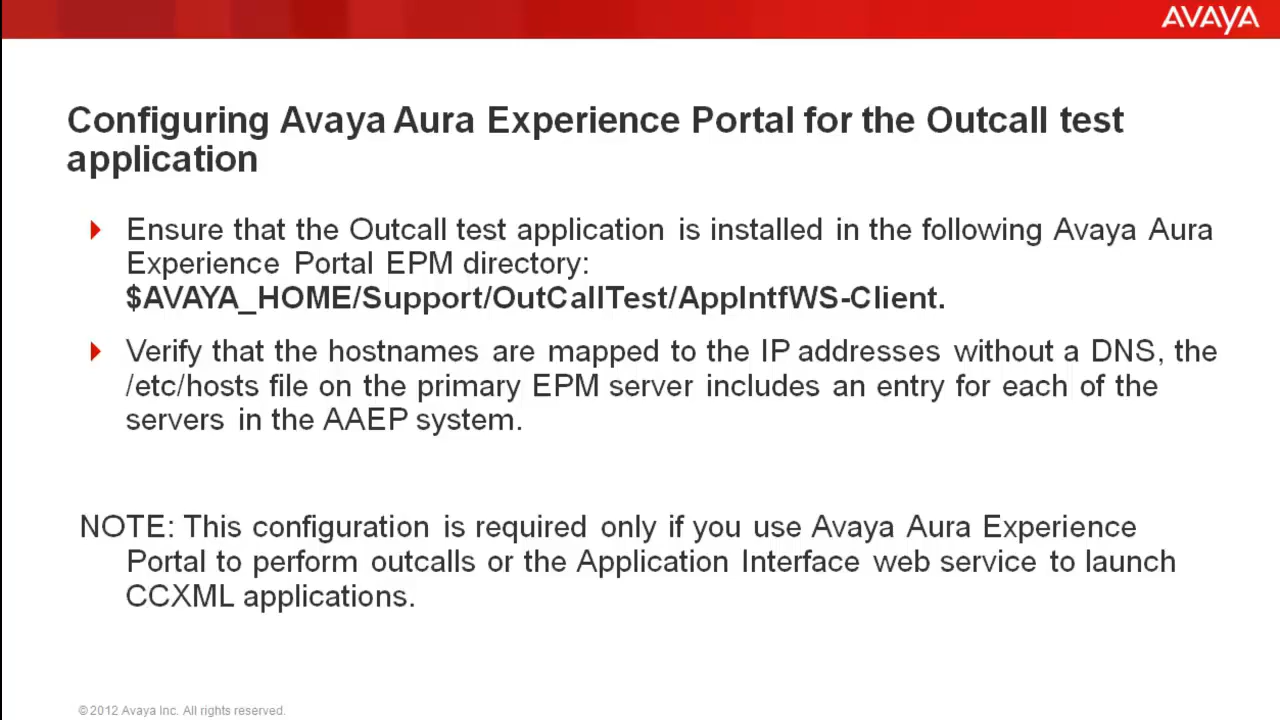 AVAYA
Configuring Avaya Aura Experience Portal for the Outcall test
application
Ensure that the Outcall test application is installed in the following Avaya Aura
Experience Portal EPM directory:
$AVAYA_HOME/Support/OutCallTest/AppIntfWS-Client.
Verify that the hostnames are mapped to the IP addresses without a DNS, the
/etc/hosts file on the primary EPM server includes an entry for each of the
servers in the AAEP system.
NOTE: This configuration is required only if you use Avaya Aura Experience
Portal to perform outcalls or the Application Interface web service to launch
CCXML applications.
© 2012 Avaya Inc. All rights reserved.